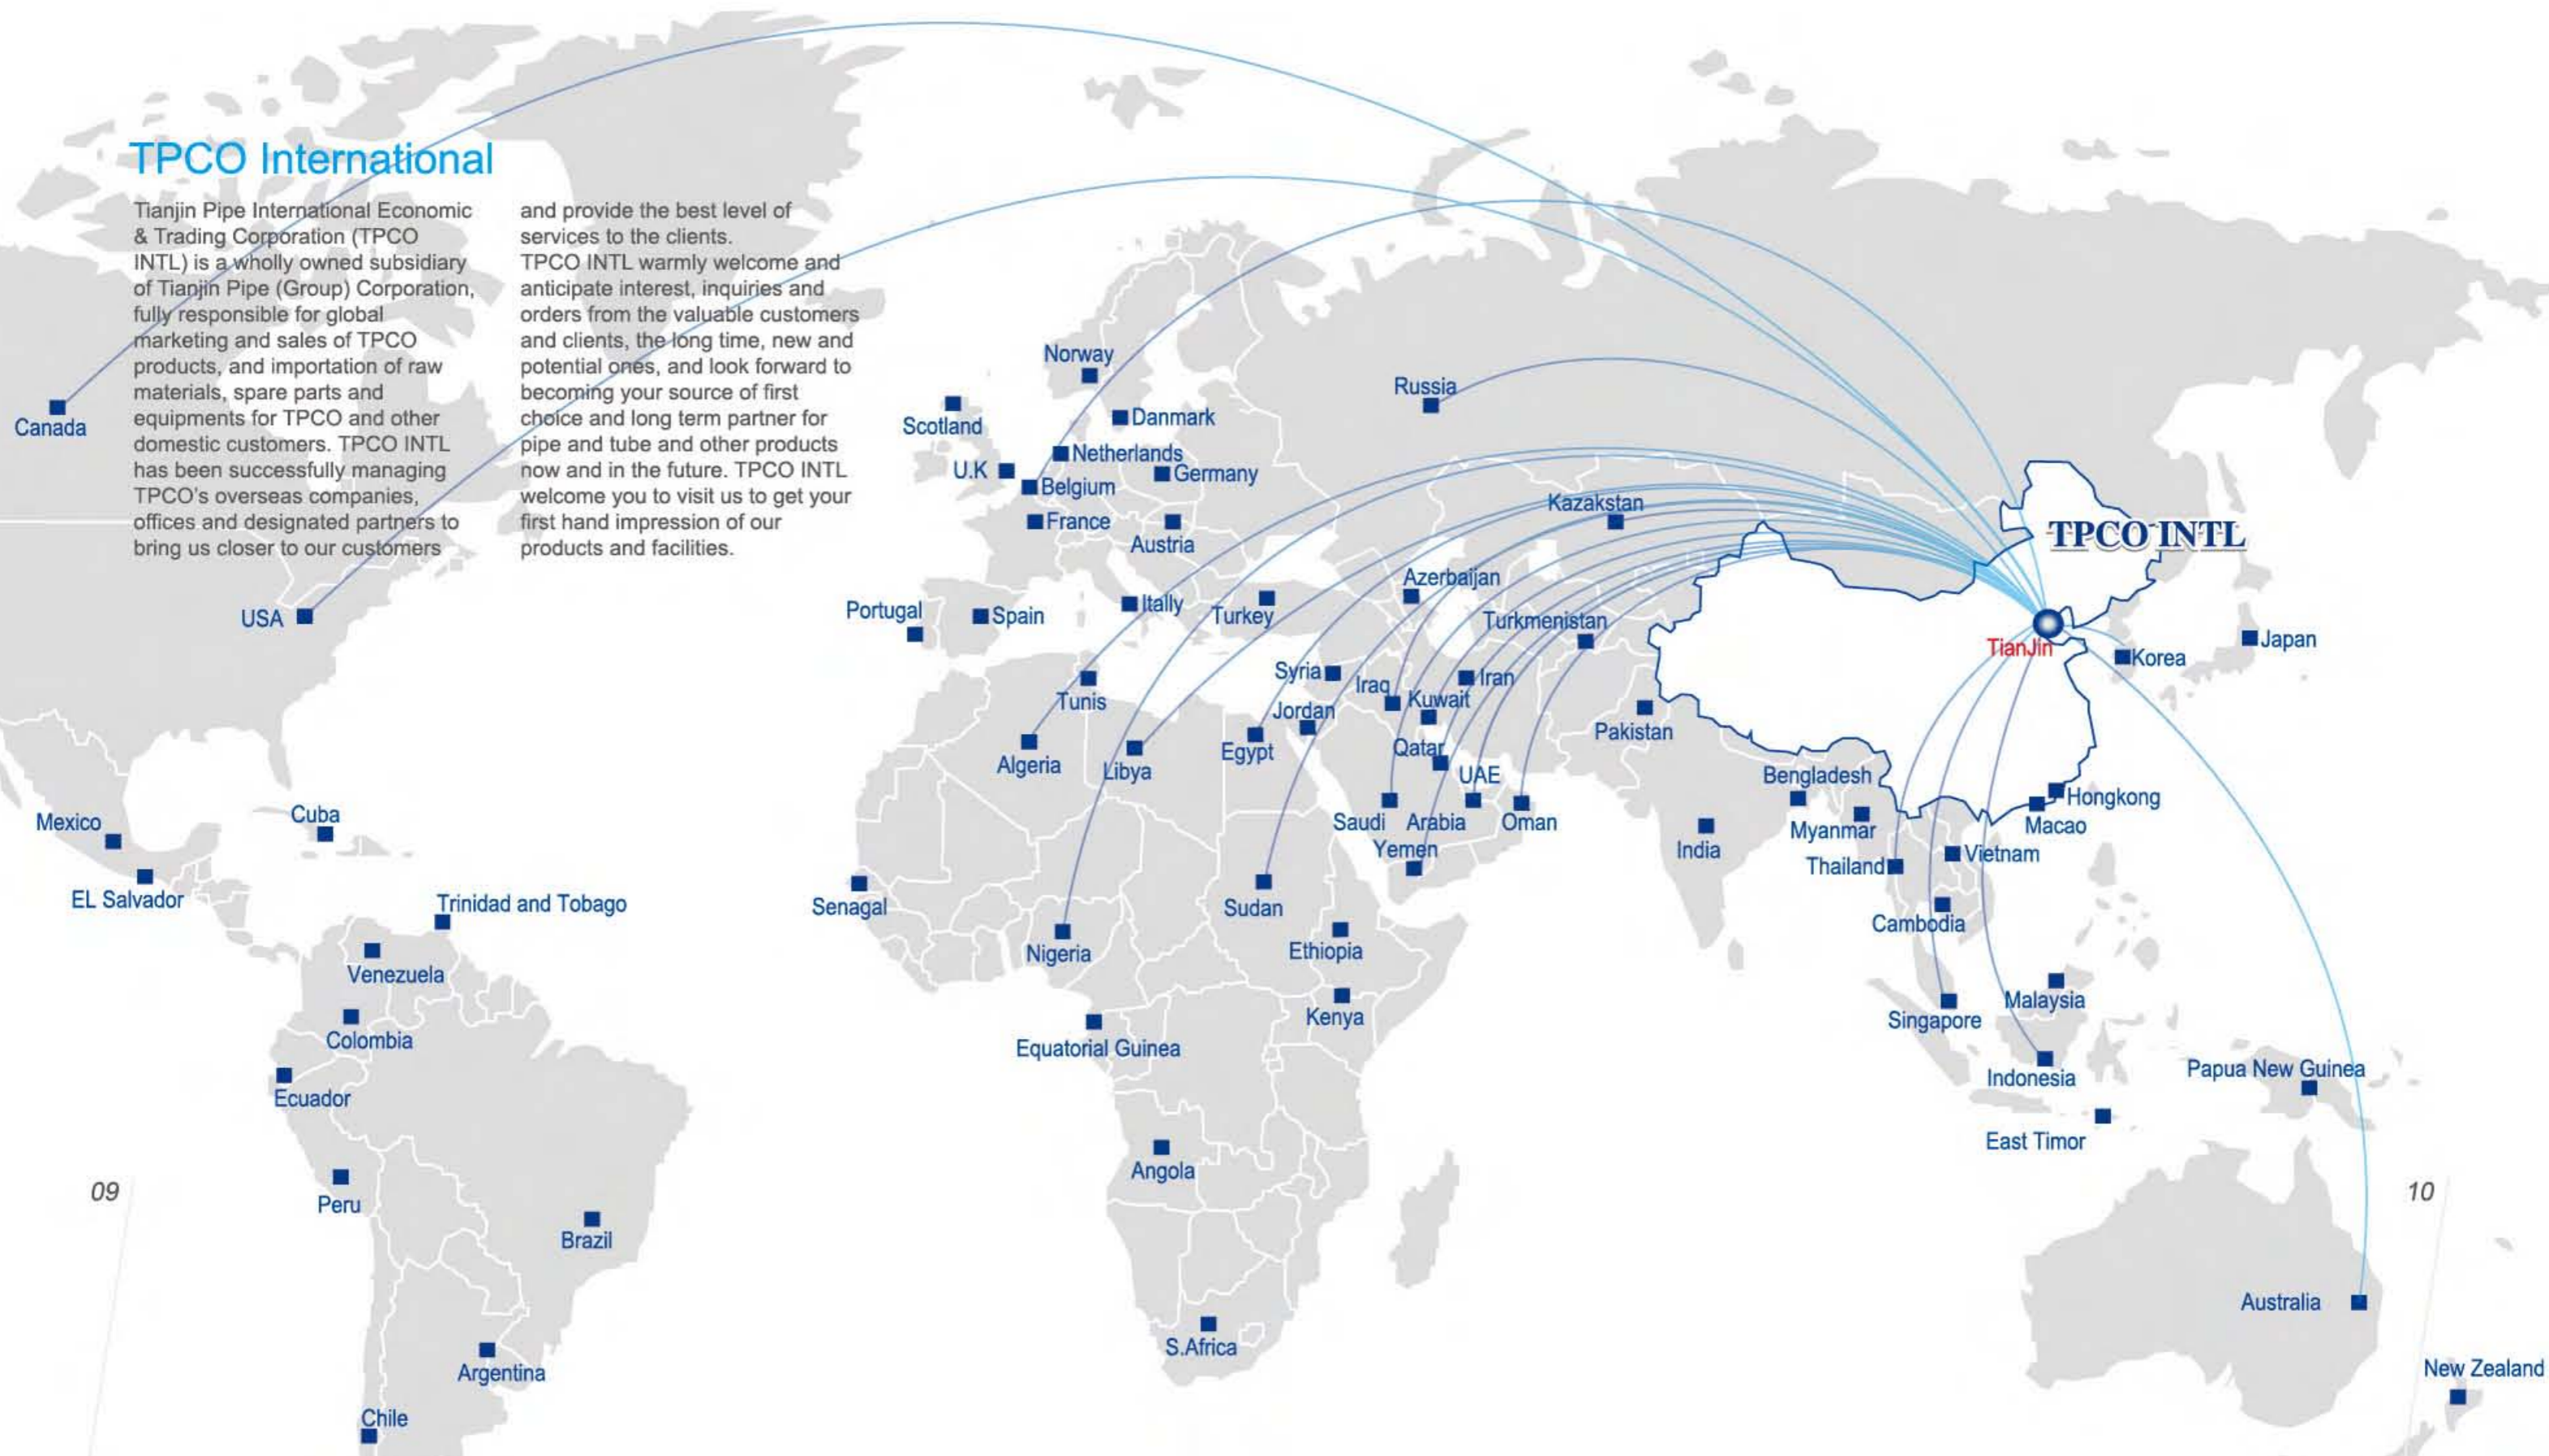 TPCO International
Tianjin Pipe International Economic
& Trading Corporation (TPCO
INTL) is a wholly owned subsidiary
of Tianjin Pipe (Group) Corporation,
fully responsible for global
marketing and sales of TPCO
products, and importation of raw
materials, spare parts and
equipments for TPCO and other
domestic customers. TPCO INTL
has been successfully managing
TPCO's overseas companies,
offices and designated partners to
bring us closer to our customers
and provide the best level of
services to the clients.
TPCO INTL warmly welcome and
anticipate interest, inquiries and
orders from the valuable customers
and clients, the long time, new and
potential ones, and look forward to
becoming your source of first
choice and long term partner for
pipe and tube and other products
now and in the future. TPCO INTL
welcome you to visit us to get your
first hand impression of our
products and facilities.
Canada
USA
Mexico
Cuba
EL Salvador
Trinidad and Tobago
Venezuela
Colombia
Ecuador
Peru
Brazil
Argentina
Chile
09
Norway
Scotland
Danmark
Netherlands
U.K
Germany
Belgium
France
Austria
Portugal
Spain
Itally
Turkey
Russia
Kazakstan
Azerbaijan
Turkmenistan
Syria
Iraq
Iran
Kuwait
Jordan
Tunis
Algeria
Libya
Egypt
Qatar
UAE
Saudi Arabia
Oman
Yemen
Pakistan
India
Senagal
Nigeria
Sudan
Ethiopia
Kenya
Equatorial Guinea
Angola
S.Africa
TPCO INTL
TianJin
Korea
Japan
Bengladesh
Hongkong
Macao
Myanmar
Vietnam
Thailand
Cambodia
Malaysia
Singapore
Indonesia
Papua New Guinea
East Timor
10
Australia
New Zealand